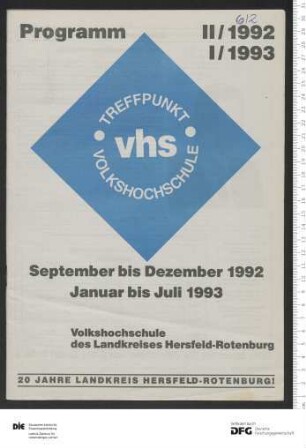 612
Programm
II/1992
I/1993
TREFFPUNKT
vhs
VOLKSHOCHSCHULE
September bis Dezember 1992
Januar bis Juli 1993
Volkshochschule
des Landkreises Hersfeld-Rotenburg
20 JAHRE LANDKREIS HERSFELD-ROTENBURG!
DIE
DFG